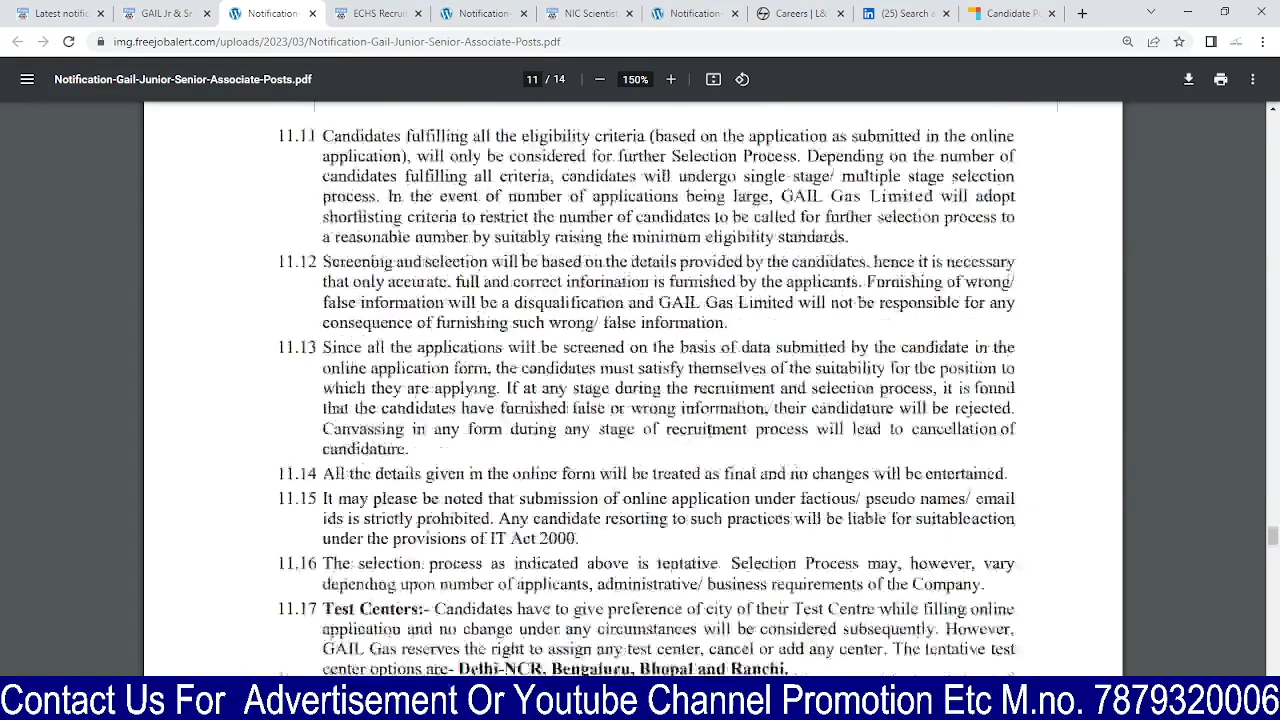 Latest notific
GAIL Jr & Sr
Notification-
ECHS Recruit
Notification-
NIC Scientist
Notification
Careers | L&
(25) Search a
Candidate P
img.freejobalert.com/uploads/2023/03/Notification-Gail-Junior-Senior-Associate-Posts.pdf
Notification-Gail-Junior-Senior-Associate-Posts.pdf
11 / 14
150%
11.11 Candidates fulfilling all the eligibility criteria (based on the application as submitted in the online
application), will only be considered for further Selection Process. Depending on the number of
candidates fulfilling all criteria, candidates will undergo single stage/ multiple stage selection
process. In the event of number of applications being large, GAIL Gas Limited will adopt
shortlisting criteria to restrict the number of candidates to be called for further selection process to
a reasonable number by suitably raising the minimum eligibility standards.
11.12 Screening and selection will be based on the details provided by the candidates, hence it is necessary
that only accurate, full and correct information is furnished by the applicants. Furnishing of wrong/
false information will be a disqualification and GAIL Gas Limited will not be responsible for any
consequence of furnishing such wrong/ false information.
11.13 Since all the applications will be screened on the basis of data submitted by the candidate in the
online application form, the candidates must satisfy themselves of the suitability for the position to
which they are applying. If at any stage during the recruitment and selection process, it is found
that the candidates have furnished false or wrong information, their candidature will be rejected.
Canvassing in any form during any stage of recruitment process will lead to cancellation of
candidature.
11.14 All the details given in the online form will be treated as final and no changes will be entertained.
11.15 It may please be noted that submission of online application under factious/ pseudo names/ email
ids is strictly prohibited. Any candidate resorting to such practices will be liable for suitableaction
under the provisions of IT Act 2000.
11.16 The selection process as indicated above is tentative. Selection Process may, however, vary
depending upon number of applicants, administrative/ business requirements of the Company.
11.17 Test Centers:- Candidates have to give preference of city of their Test Centre while filling online
application and no change under any circumstances will be considered subsequently. However,
GAIL Gas reserves the right to assign any test center, cancel or add any center. The tentative test
center options are- Delhi-NCR, Bengaluru, Bhopal and Ranchi.
Contact Us For Advertisement Or Youtube Channel Promotion Etc M.no. 7879320006